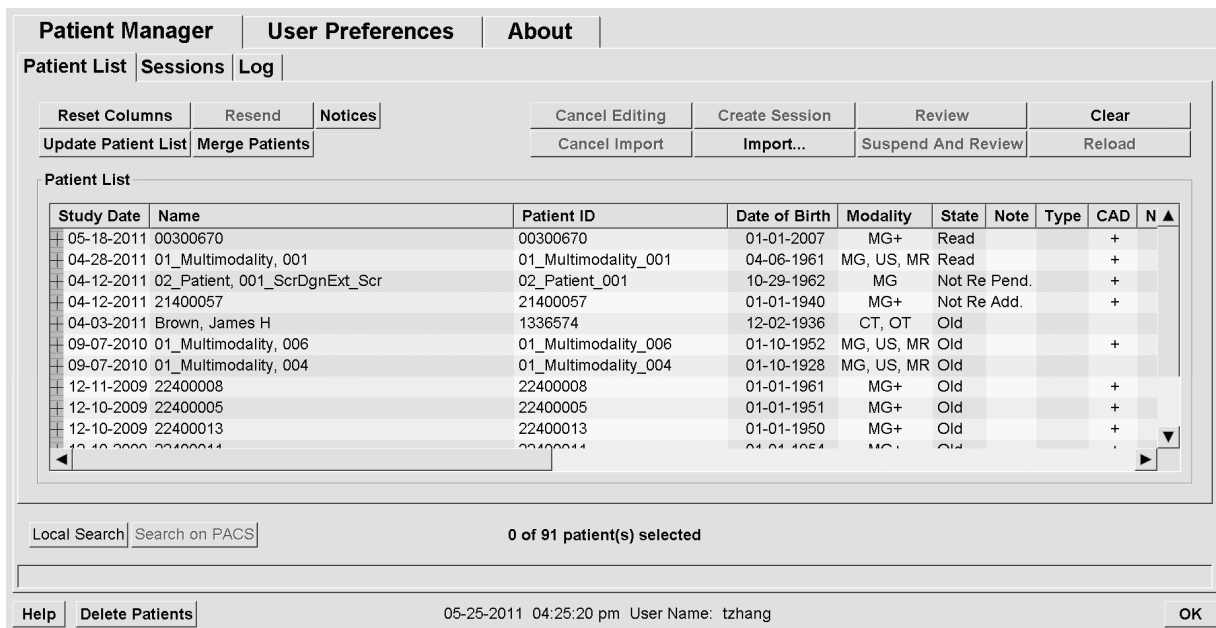 Patient Manager User Preferences About
Patient List Sessions Log
Reset Columns Resend Notices Cancel Editing Create Session Review Clear
Update Patient List Merge Patients Cancel Import Import... Suspend And Review Reload
Patient List
Study Date Name Patient ID Date of Birth Modality State Note Type CAD N
05-18-2011 00300670 00300670 01-01-2007 MG+ Read +
04-28-2011 01_Multimodality, 001 01_Multimodality_001 04-06-1961 MG, US, MR Read +
04-12-2011 02_Patient, 001_ScrDgnExt_Scr 02_Patient_001 10-29-1962 MG Not Re Pend. +
04-12-2011 21400057 21400057 01-01-1940 MG+ Not Re Add. +
04-03-2011 Brown, James H 1336574 12-02-1936 CT, OT Old
09-07-2010 01_Multimodality, 006 01_Multimodality_006 01-10-1952 MG, US, MR Old +
09-07-2010 01_Multimodality, 004 01_Multimodality_004 01-10-1928 MG, US, MR Old
12-11-2009 22400008 22400008 01-01-1961 MG+ Old +
12-10-2009 22400005 22400005 01-01-1951 MG+ Old +
12-10-2009 22400013 22400013 01-01-1950 MG+ Old +
Local Search Search on PACS 0 of 91 patient(s) selected
Help Delete Patients 05-25-2011 04:25:20 pm User Name: tzhang OK